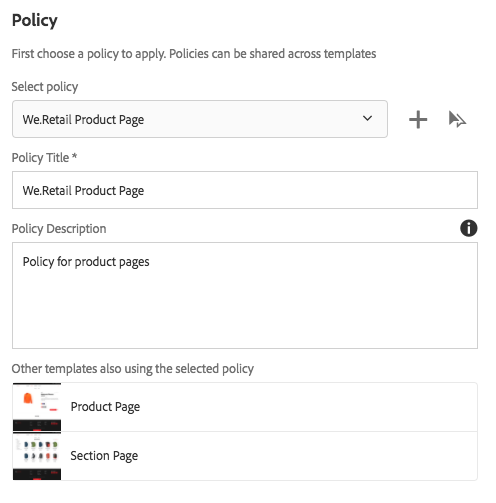 Policy
First choose a policy to apply. Policies can be shared across templates
Select policy
We.Retail Product Page
Policy Title *
We.Retail Product Page
Policy Description
Policy for product pages
Other templates also using the selected policy
Product Page
Section Page